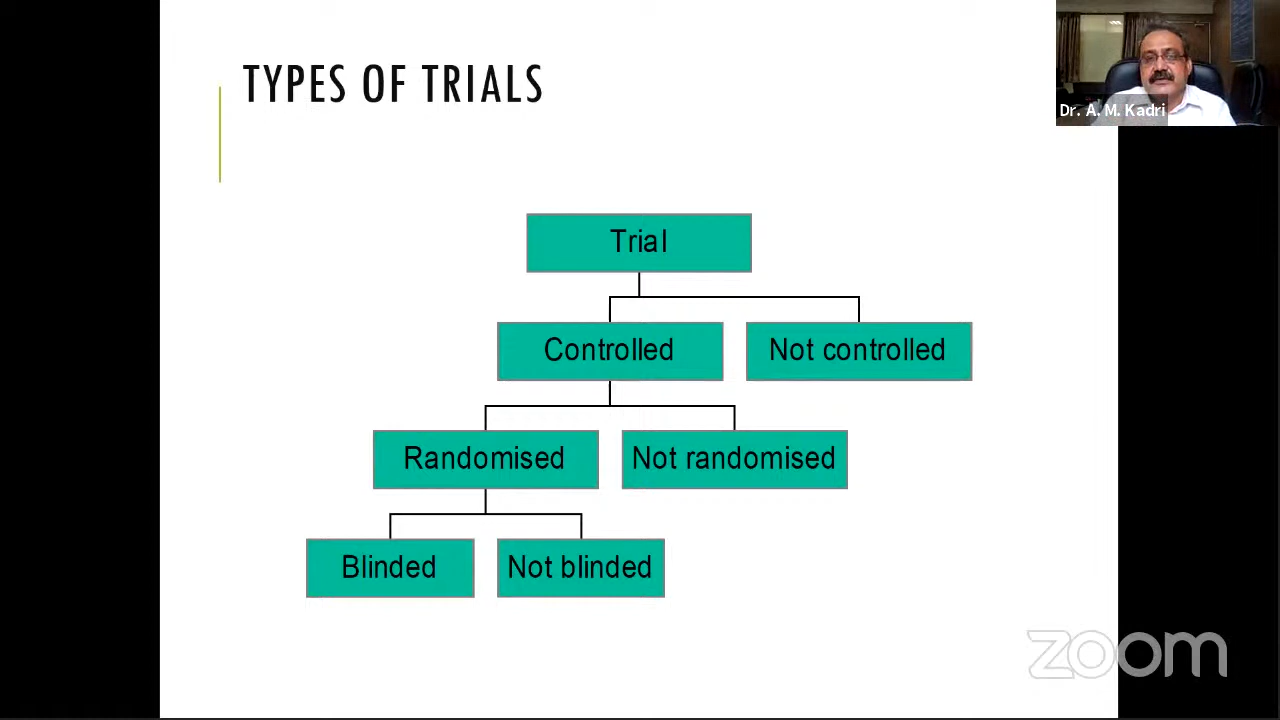 TYPES OF TRIALS
Dr. A. M. Kadri
Trial
Controlled
Not controlled
Randomised
Not randomised
Blinded
Not blinded
zoom